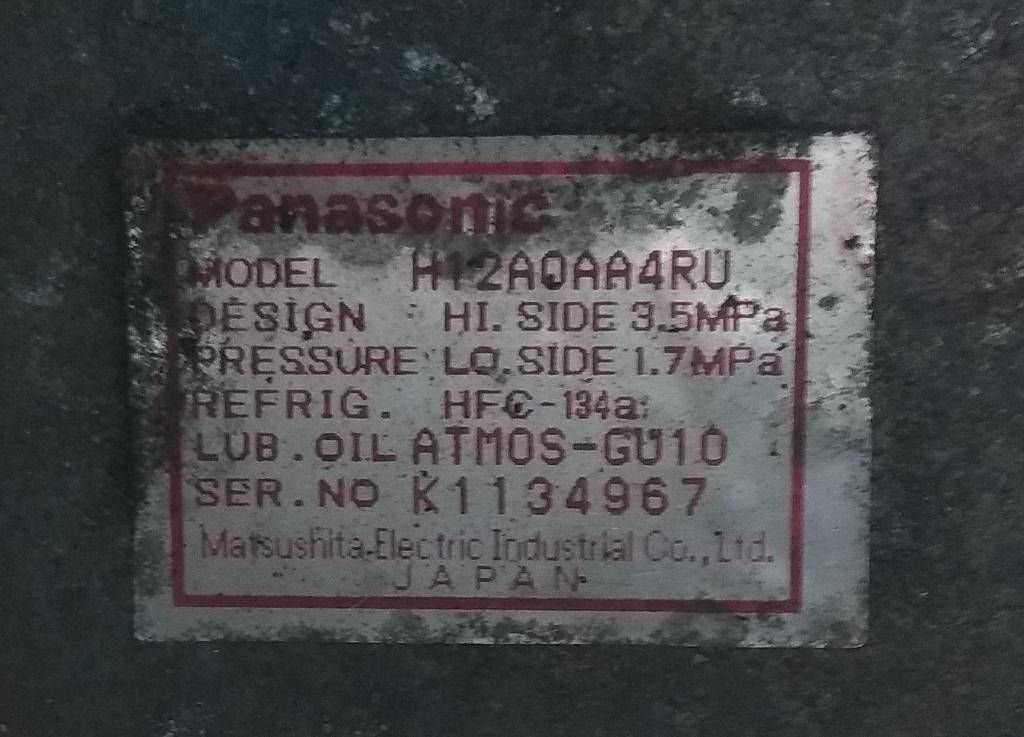 Panasonic
MODEL H12A0AA4RU
DESIGN HI. SIDE 3.5MPa
PRESSURE LO. SIDE 1.7MPa
REFRIG. HFC-134a
LUB. OIL ATMOS-GU10
SER. NO K1134967
Matsushita Electric Industrial Co., Ltd.
JAPAN